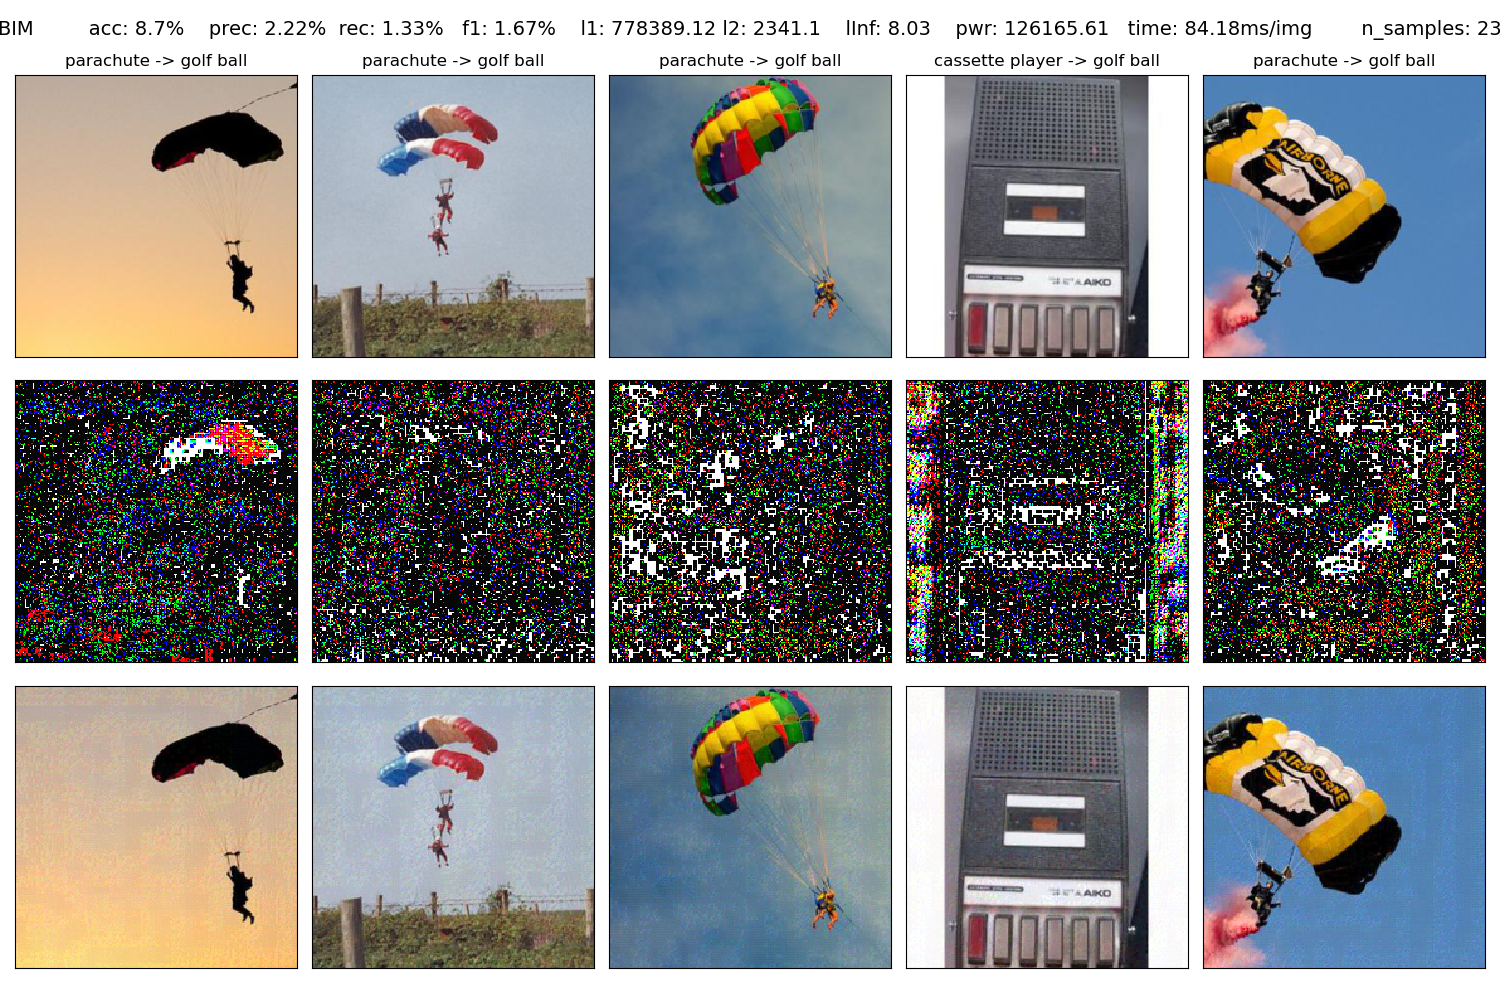 BIM acc: 8.7% prec: 2.22% rec: 1.33% f1: 1.67% l1: 778389.12 l2: 2341.1 lInf: 8.03 pwr: 126165.61 time: 84.18ms/img n_samples: 23
parachute -> golf ball parachute -> golf ball parachute -> golf ball cassette player -> golf ball parachute -> golf ball
AIRBORNE
AIKO
AIRBORNE
AIKO